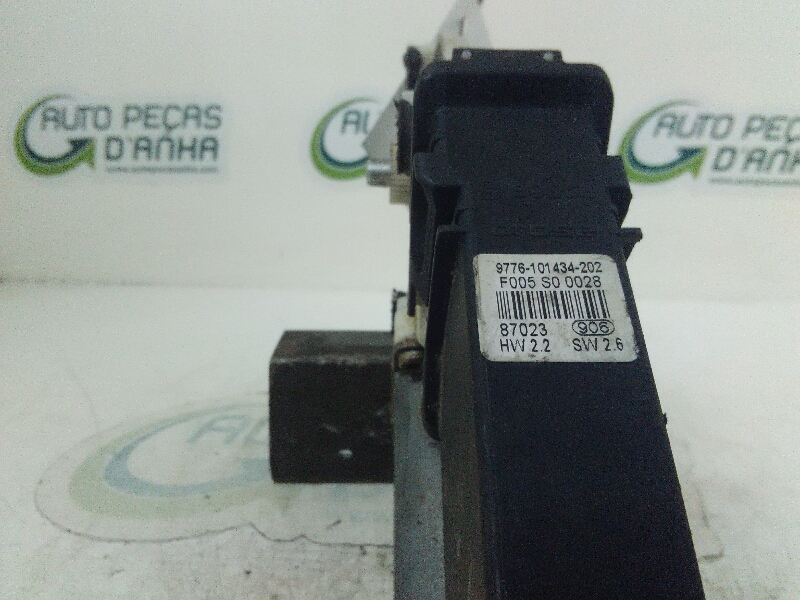 AUTO PEÇAS
D'ANHA
AUTO PEÇAS
D'ANHA
9776-101434-202
F005 S0 0028
87023 906
HW 2.2 SW 2.6